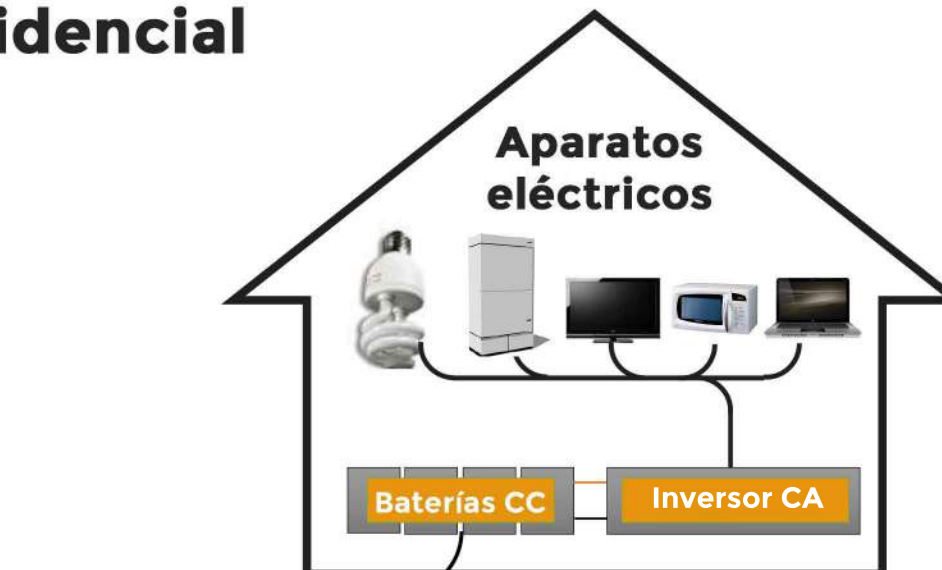 idencial
Aparatos
eléctricos
Baterías CC
Inversor CA